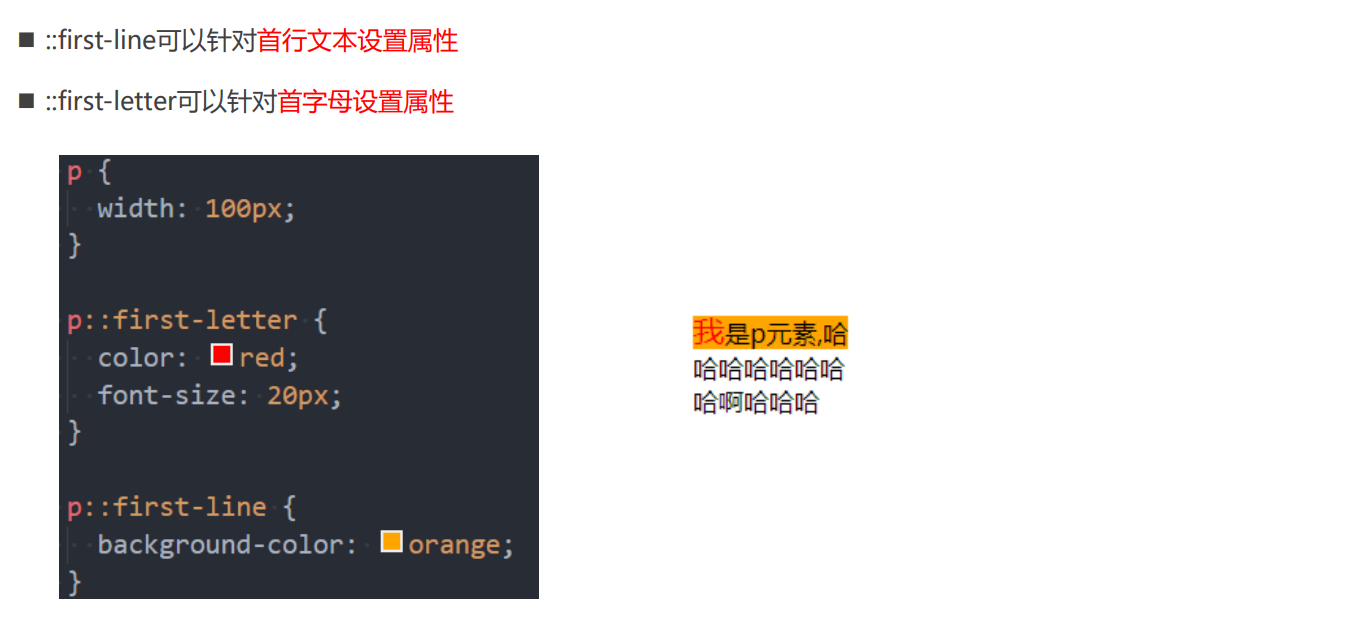 ::first-line可以针对首行文本设置属性
::first-letter可以针对首字母设置属性
p {
  width: 100px;
}

p::first-letter {
  color: red;
  font-size: 20px;
}

p::first-line {
  background-color: orange;
}
我是p元素,哈
哈哈哈哈哈哈
哈啊哈哈哈